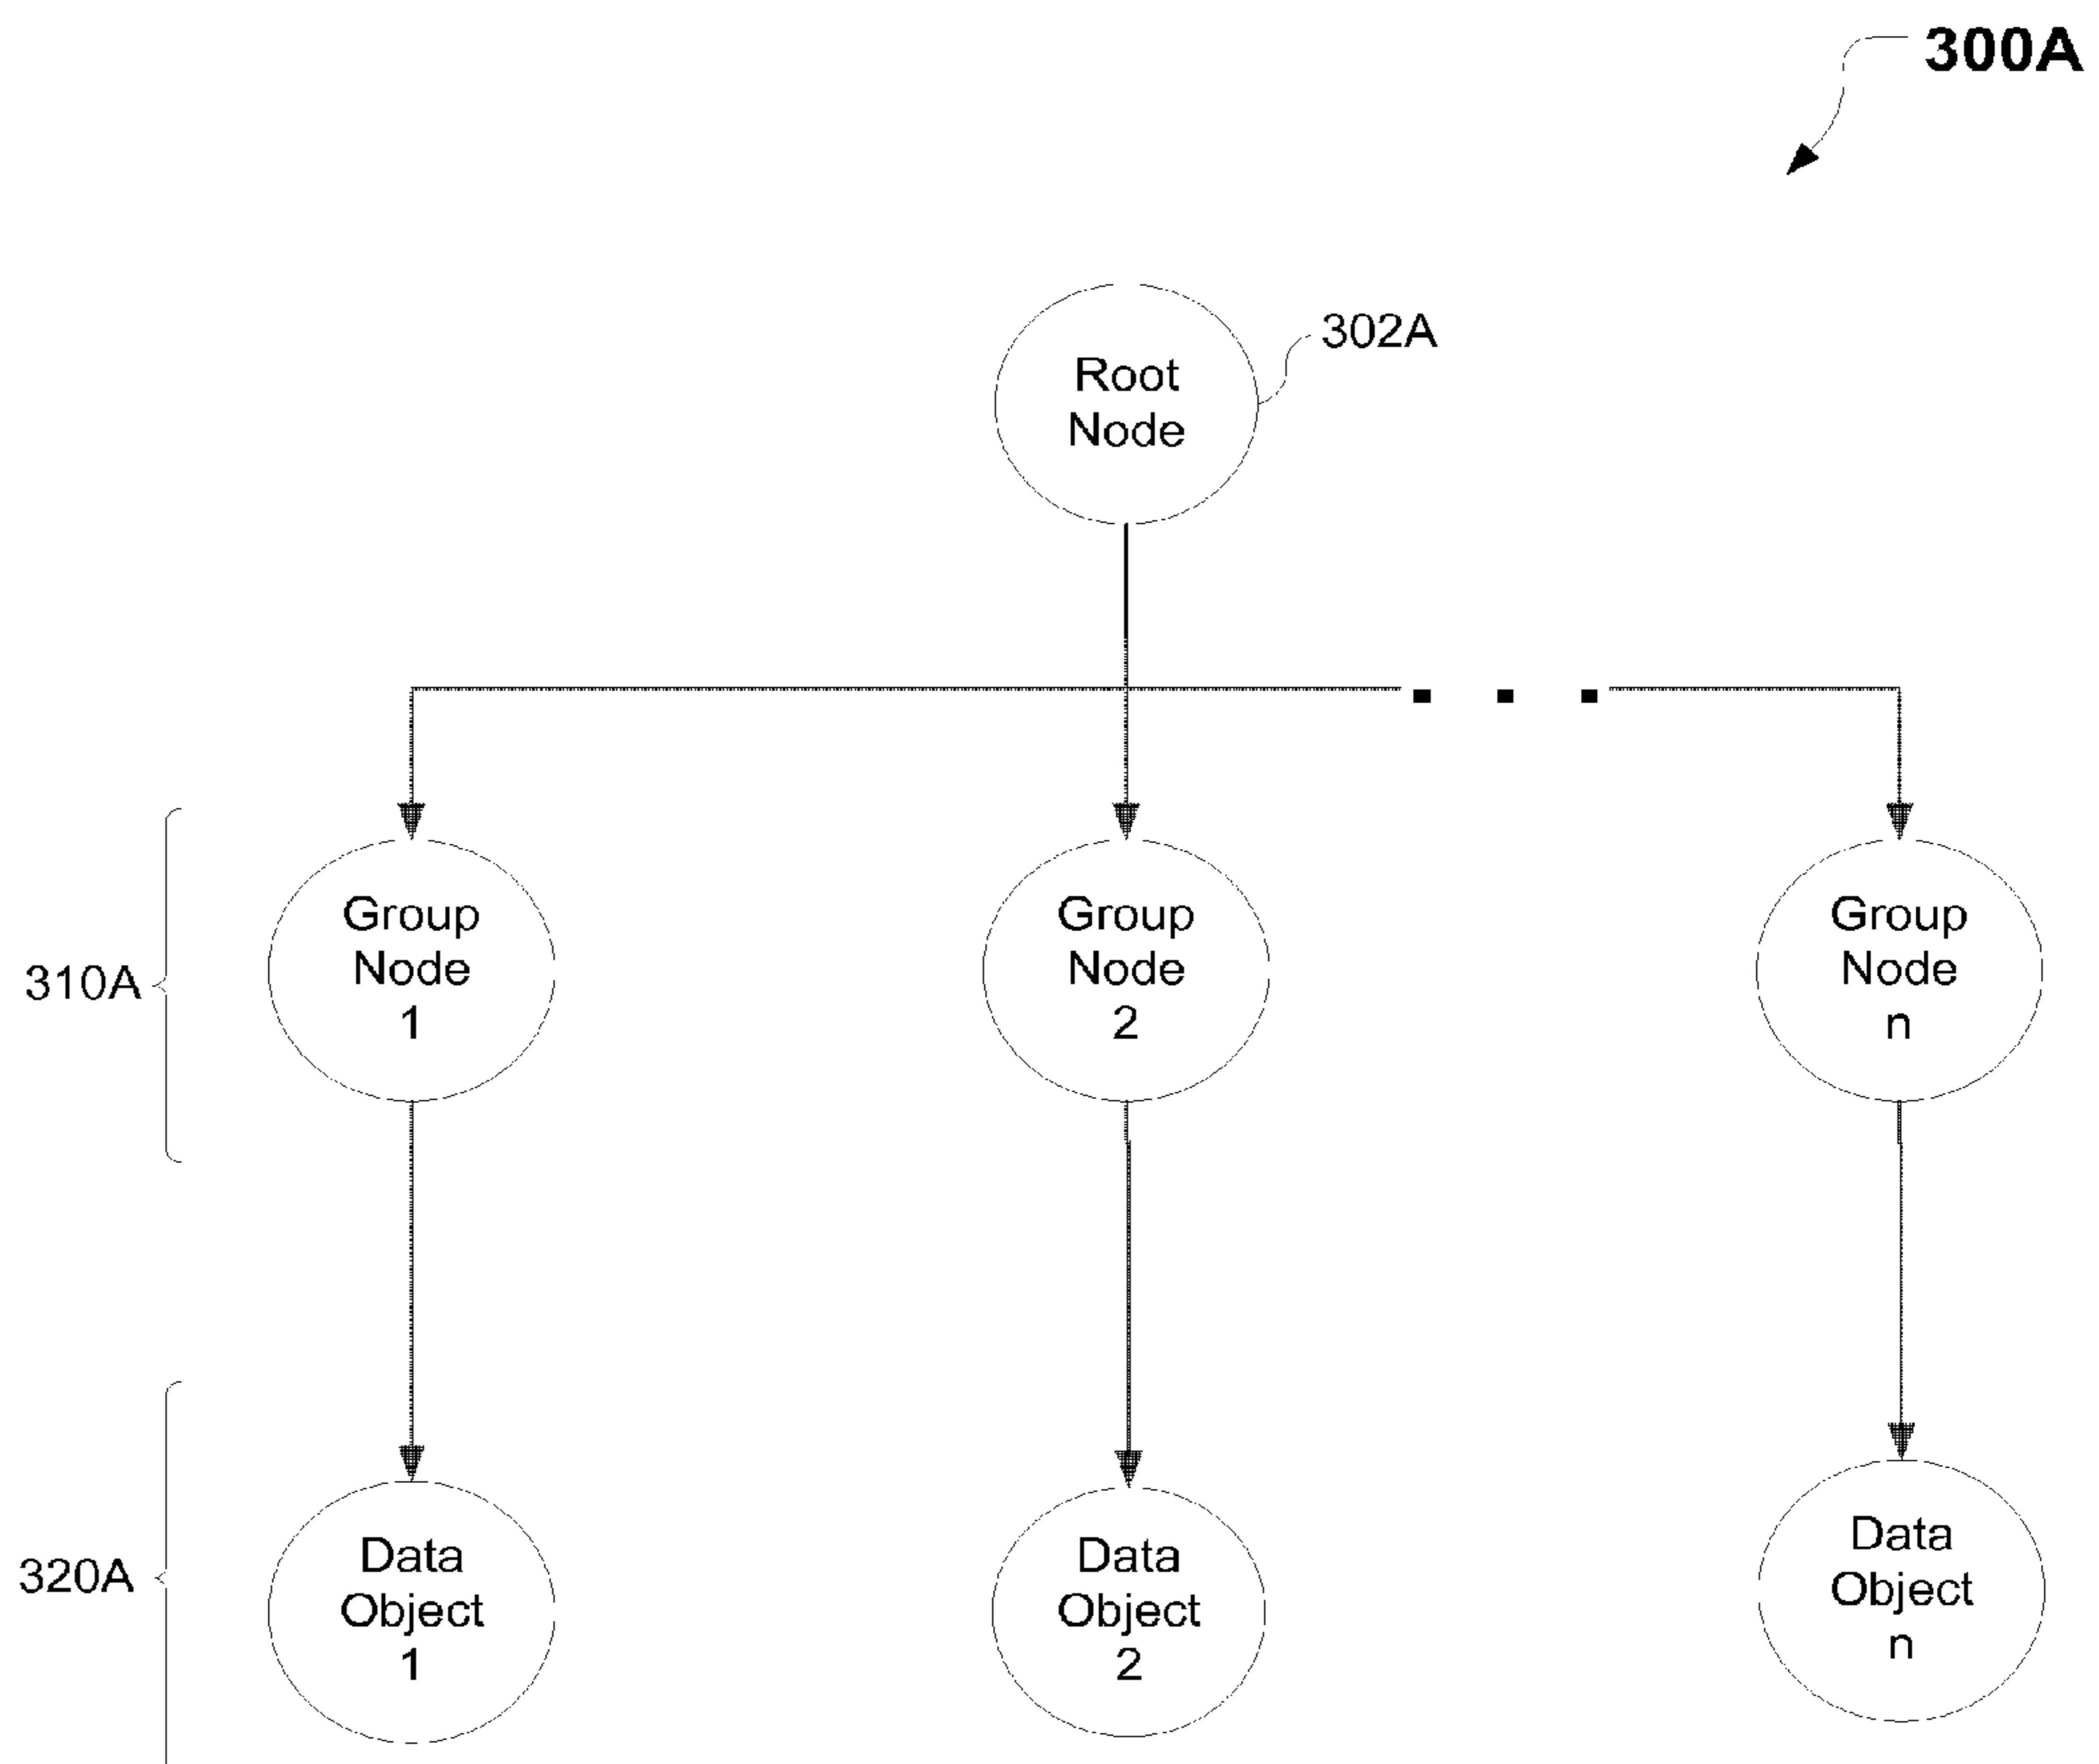 300A
302A
Root
Node
310A
Group
Node
1
Group
Node
2
Group
Node
n
320A
Data
Object
1
Data
Object
2
Data
Object
n